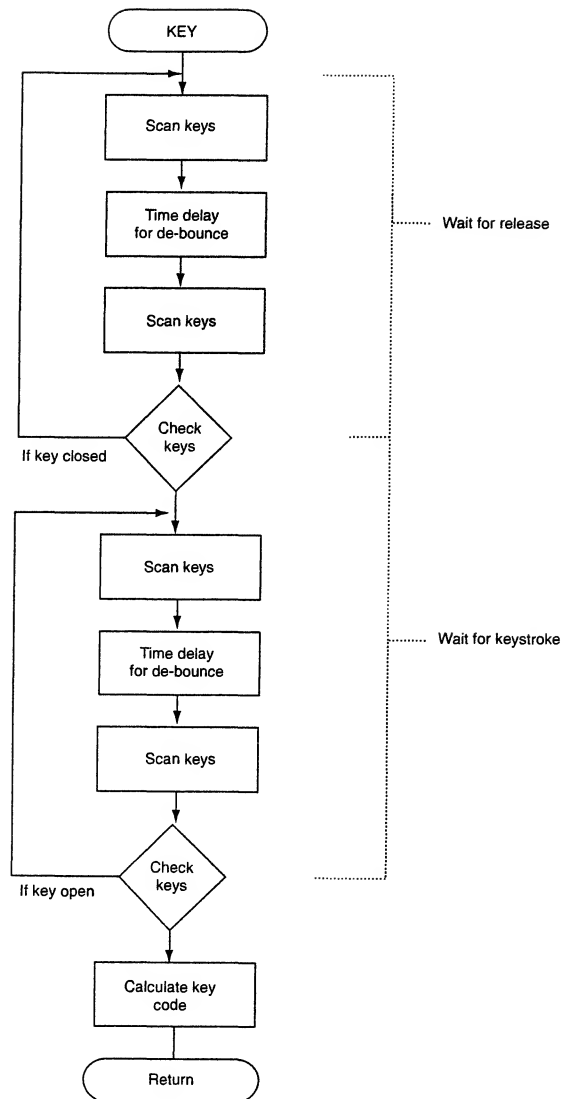 KEY
Scan keys
Time delay
for de-bounce
Wait for release
Scan keys
Check
keys
If key closed
Scan keys
Time delay
for de-bounce
Wait for keystroke
Scan keys
Check
keys
If key open
Calculate key
code
Return